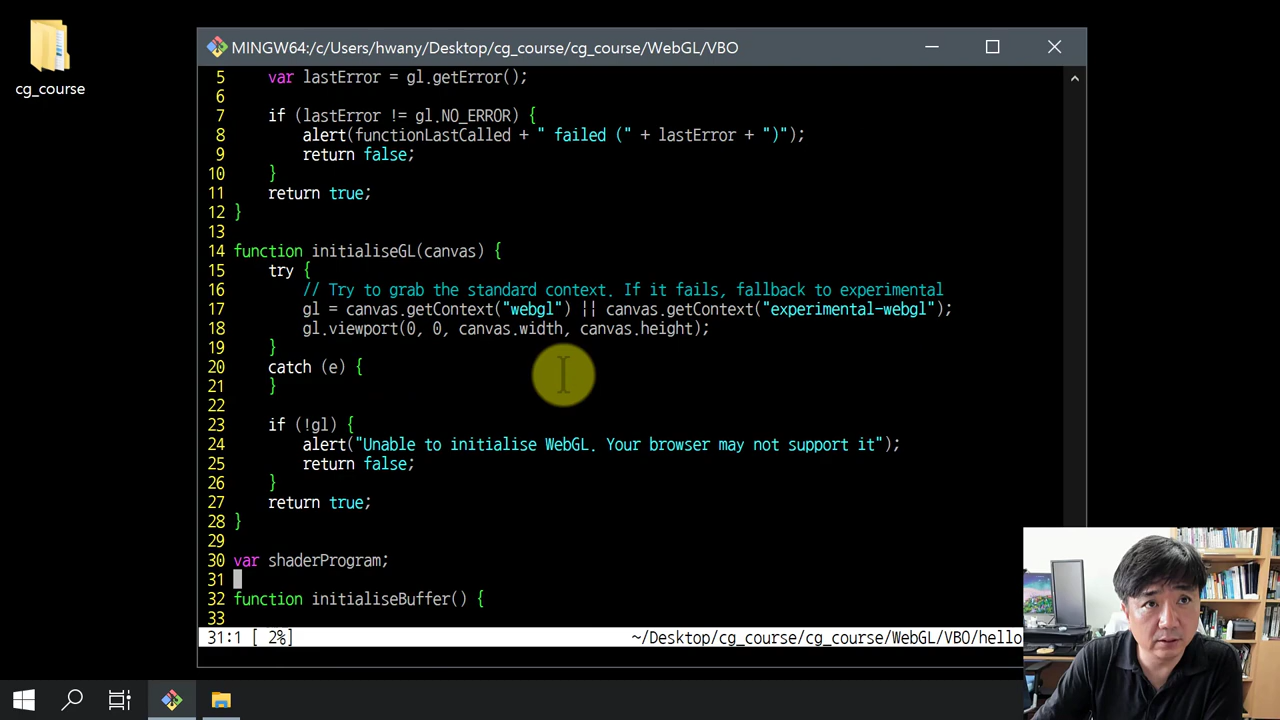 cg_course
MINGW64:/c/Users/hwany/Desktop/cg_course/cg_course/WebGL/VBO
5     var lastError = gl.getError();
6
7     if (lastError != gl.NO_ERROR) {
8         alert(functionLastCalled + " failed (" + lastError + ")");
9         return false;
10     }
11     return true;
12 }
13
14 function initialiseGL(canvas) {
15     try {
16         // Try to grab the standard context. If it fails, fallback to experimental
17         gl = canvas.getContext("webgl") || canvas.getContext("experimental-webgl");
18         gl.viewport(0, 0, canvas.width, canvas.height);
19     }
20     catch (e) {
21     }
22
23     if (!gl) {
24         alert("Unable to initialise WebGL. Your browser may not support it");
25         return false;
26     }
27     return true;
28 }
29
30 var shaderProgram;
31
32 function initialiseBuffer() {
33
31:1 [ 2%] ~/Desktop/cg_course/cg_course/WebGL/VBO/hello